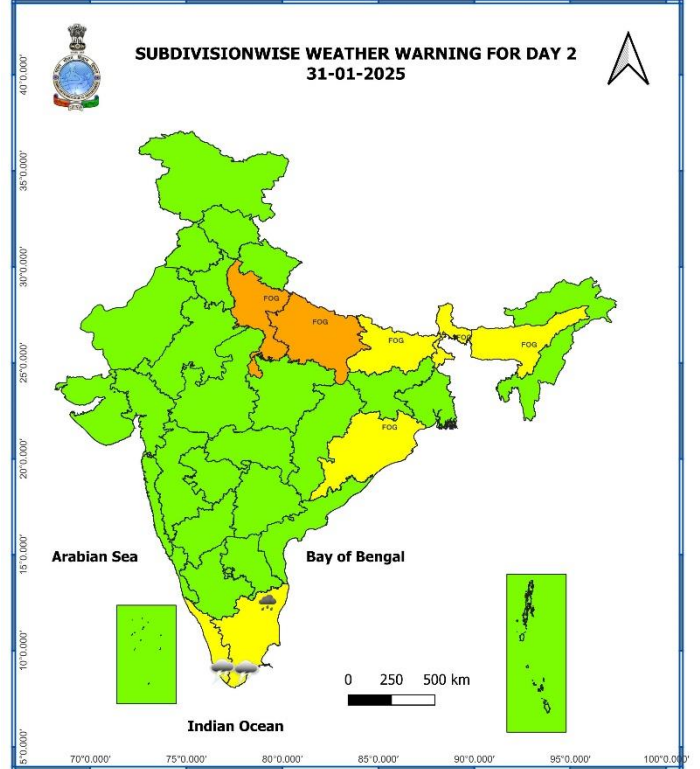 SUBDIVISIONWISE WEATHER WARNING FOR DAY 2
31-01-2025
40°0.000'
35°0.000'
30°0.000'
25°0.000'
20°0.000'
15°0.000'
10°0.000'
5°0.000'
FOG
FOG
FOG
FOG
FOG
FOG
Arabian Sea
Bay of Bengal
0 250 500 km
Indian Ocean
70°0.000' 75°0.000' 80°0.000' 85°0.000' 90°0.000' 95°0.000' 100°0.000'